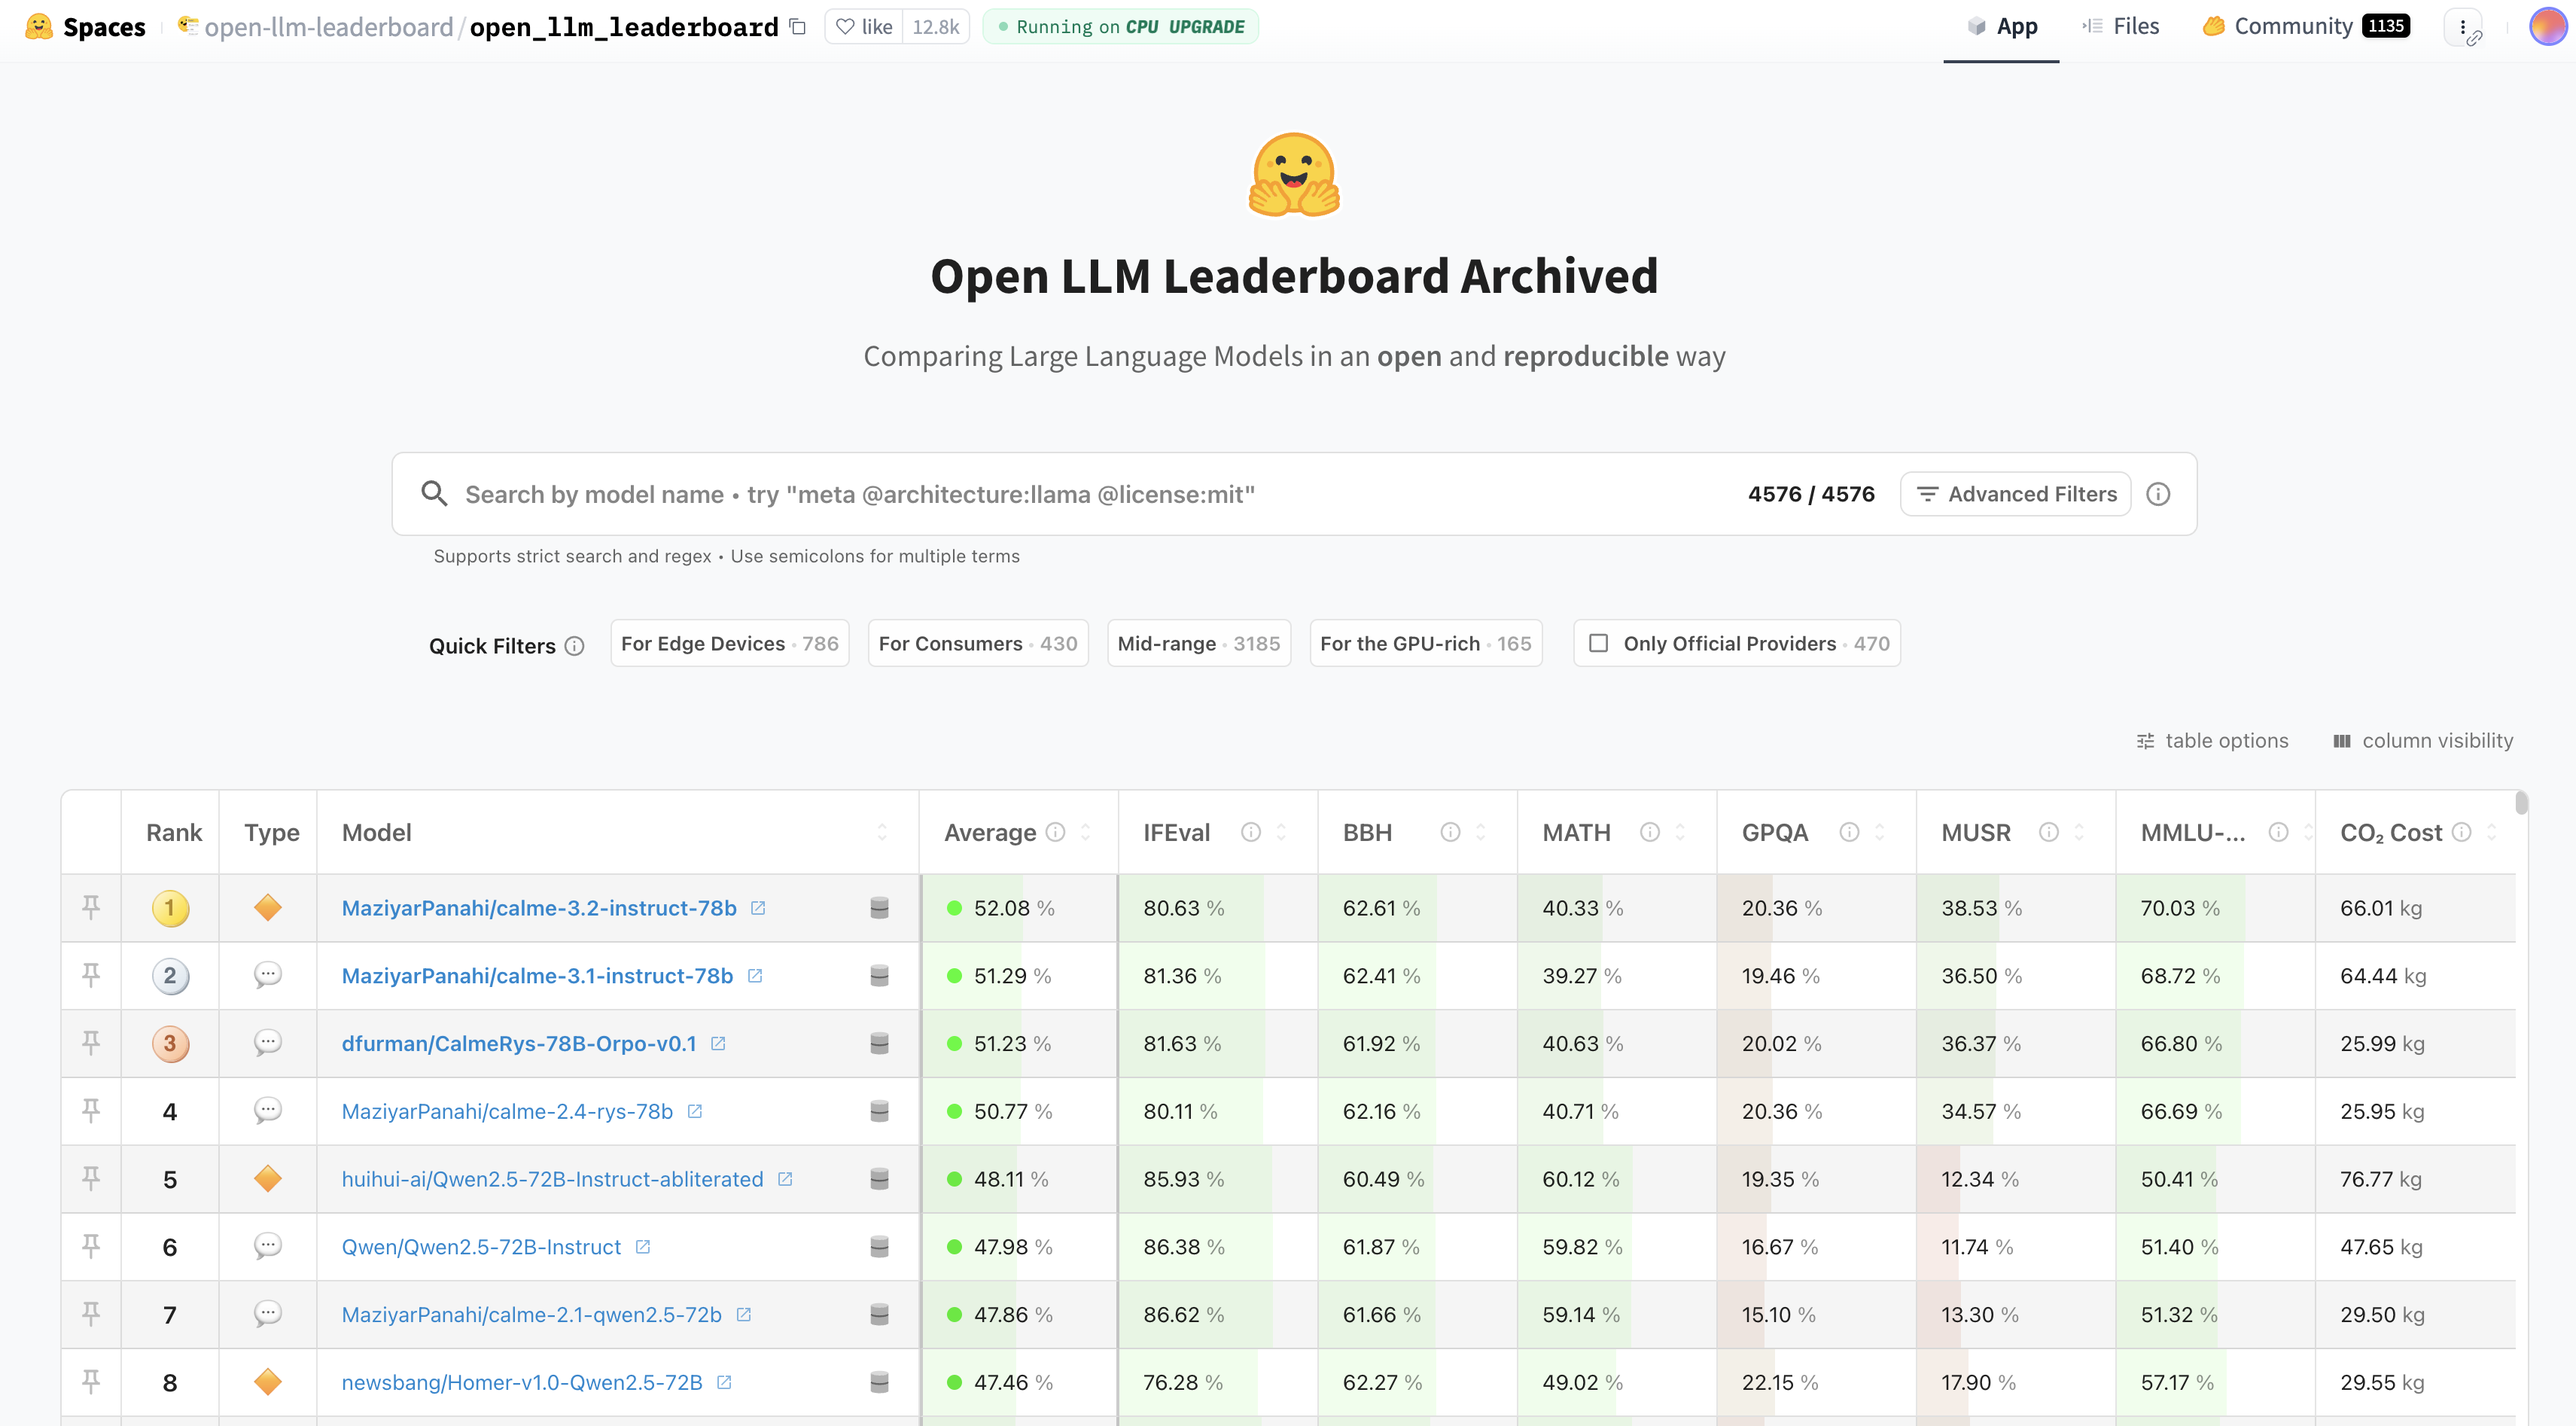 Spaces open-llm-leaderboard/open_llm_leaderboard like 12.8k Running on CPU UPGRADE App Files Community 1135
Open LLM Leaderboard Archived
Comparing Large Language Models in an open and reproducible way
Search by model name • try "meta @architecture:llama @license:mit" 4576 / 4576 Advanced Filters
Supports strict search and regex • Use semicolons for multiple terms
Quick Filters For Edge Devices • 786 For Consumers • 430 Mid-range • 3185 For the GPU-rich • 165 Only Official Providers • 470
table options column visibility
Rank Type Model Average IFEval BBH MATH GPQA MUSR MMLU-... CO₂ Cost
1 MaziyarPanahi/calme-3.2-instruct-78b 52.08 % 80.63 % 62.61 % 40.33 % 20.36 % 38.53 % 70.03 % 66.01 kg
2 MaziyarPanahi/calme-3.1-instruct-78b 51.29 % 81.36 % 62.41 % 39.27 % 19.46 % 36.50 % 68.72 % 64.44 kg
3 dfurman/CalmeRys-78B-Orpo-v0.1 51.23 % 81.63 % 61.92 % 40.63 % 20.02 % 36.37 % 66.80 % 25.99 kg
4 MaziyarPanahi/calme-2.4-rys-78b 50.77 % 80.11 % 62.16 % 40.71 % 20.36 % 34.57 % 66.69 % 25.95 kg
5 huihui-ai/Qwen2.5-72B-Instruct-abliterated 48.11 % 85.93 % 60.49 % 60.12 % 19.35 % 12.34 % 50.41 % 76.77 kg
6 Qwen/Qwen2.5-72B-Instruct 47.98 % 86.38 % 61.87 % 59.82 % 16.67 % 11.74 % 51.40 % 47.65 kg
7 MaziyarPanahi/calme-2.1-qwen2.5-72b 47.86 % 86.62 % 61.66 % 59.14 % 15.10 % 13.30 % 51.32 % 29.50 kg
8 newsbang/Homer-v1.0-Qwen2.5-72B 47.46 % 76.28 % 62.27 % 49.02 % 22.15 % 17.90 % 57.17 % 29.55 kg